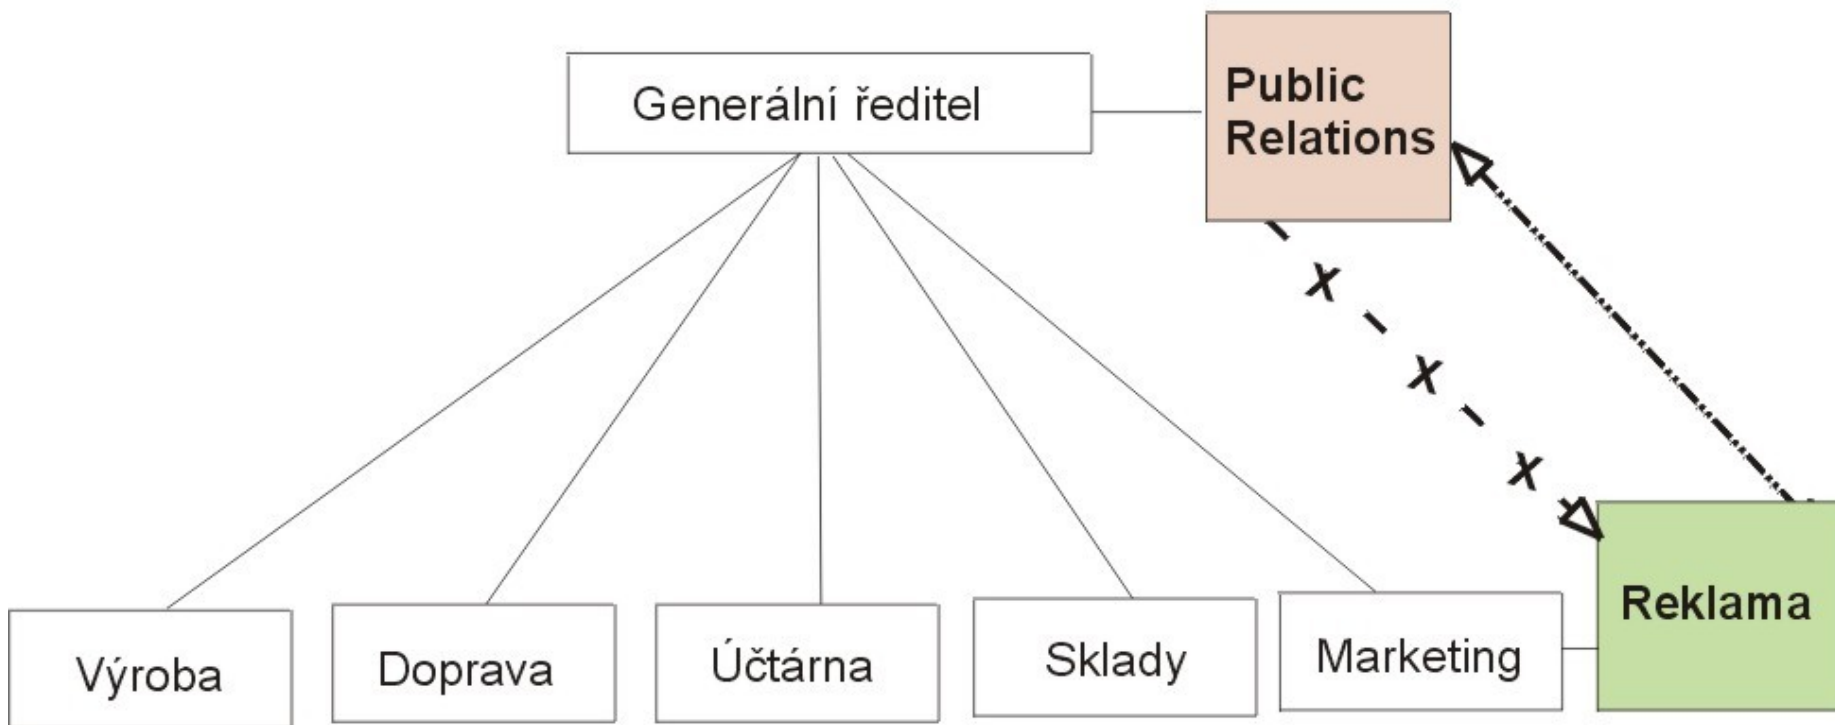 Generální ředitel
Public
Relations
x
x
x
Reklama
Výroba
Doprava
Účtárna
Sklady
Marketing